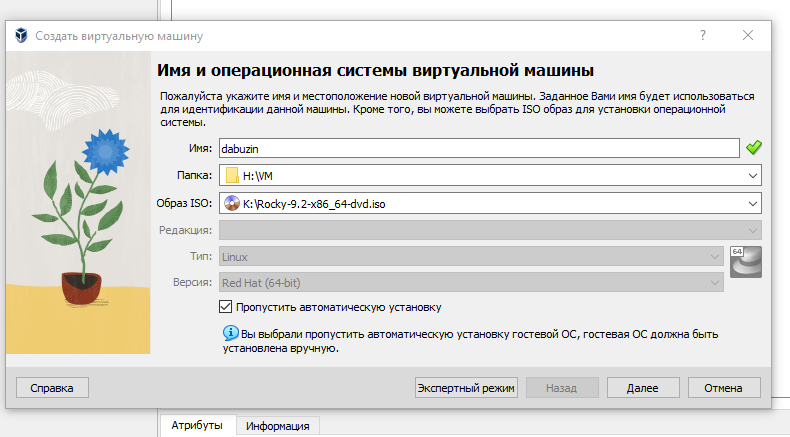 Создать виртуальную машину
Имя и операционная системы виртуальной машины
Пожалуйста укажите имя и местоположение новой виртуальной машины. Заданное Вами имя будет использоваться
для идентификации данной машины. Кроме того, вы можете выбрать ISO образ для установки операционной
системы.
Имя: dabuzin
Папка: H:\VM
Образ ISO: K:\Rocky-9.2-x86_64-dvd.iso
Редакция:
Тип: Linux
64
Версия: Red Hat (64-bit)
Пропустить автоматическую установку
Вы выбрали пропустить автоматическую установку гостевой ОС, гостевая ОС должна быть
установлена вручную.
Справка Экспертный режим Назад Далее Отмена
Атрибуты Информация